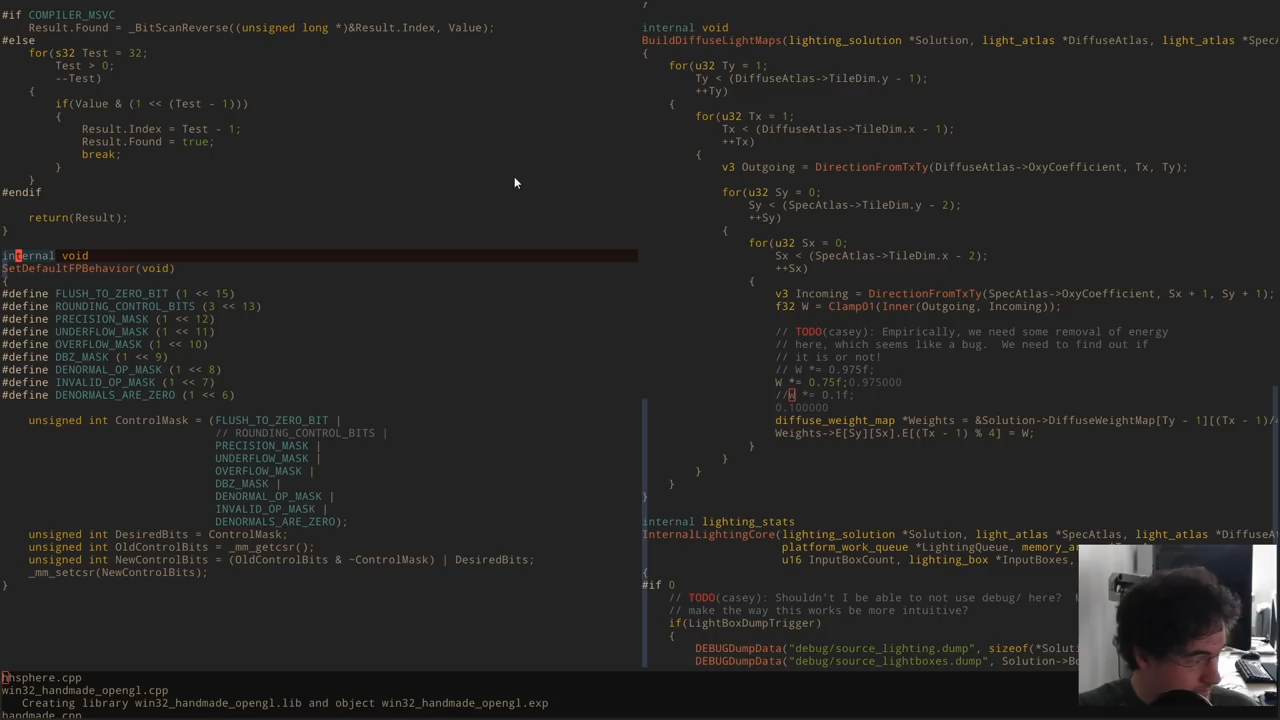 #if COMPILER_MSVC
    Result.Found = _BitScanReverse((unsigned long *)&Result.Index, Value);
#else
    for(s32 Test = 32;
        Test > 0;
        --Test)
    {
        if(Value & (1 << (Test - 1)))
        {
            Result.Index = Test - 1;
            Result.Found = true;
            break;
        }
    }
#endif
    return(Result);
}
internal void
SetDefaultFPBehavior(void)
{
#define FLUSH_TO_ZERO_BIT (1 << 15)
#define ROUNDING_CONTROL_BITS (3 << 13)
#define PRECISION_MASK (1 << 12)
#define UNDERFLOW_MASK (1 << 11)
#define OVERFLOW_MASK (1 << 10)
#define DBZ_MASK (1 << 9)
#define DENORMAL_OP_MASK (1 << 8)
#define INVALID_OP_MASK (1 << 7)
#define DENORMALS_ARE_ZERO (1 << 6)
    unsigned int ControlMask = (FLUSH_TO_ZERO_BIT |
                                // ROUNDING_CONTROL_BITS |
                                PRECISION_MASK |
                                UNDERFLOW_MASK |
                                OVERFLOW_MASK |
                                DBZ_MASK |
                                DENORMAL_OP_MASK |
                                INVALID_OP_MASK |
                                DENORMALS_ARE_ZERO);
    unsigned int DesiredBits = ControlMask;
    unsigned int OldControlBits = _mm_getcsr();
    unsigned int NewControlBits = (OldControlBits & ~ControlMask) | DesiredBits;
    _mm_setcsr(NewControlBits);
}
internal void
BuildDiffuseLightMaps(lighting_solution *Solution, light_atlas *DiffuseAtlas, light_atlas *Spec
{
    for(u32 Ty = 1;
        Ty < (DiffuseAtlas->TileDim.y - 1);
        ++Ty)
    {
        for(u32 Tx = 1;
            Tx < (DiffuseAtlas->TileDim.x - 1);
            ++Tx)
        {
            v3 Outgoing = DirectionFromTxTy(DiffuseAtlas->OxyCoefficient, Tx, Ty);
            for(u32 Sy = 0;
                Sy < (SpecAtlas->TileDim.y - 2);
                ++Sy)
            {
                for(u32 Sx = 0;
                    Sx < (SpecAtlas->TileDim.x - 2);
                    ++Sx)
                {
                    v3 Incoming = DirectionFromTxTy(SpecAtlas->OxyCoefficient, Sx + 1, Sy + 1);
                    f32 W = Clamp01(Inner(Outgoing, Incoming));
                    // TODO(casey): Empirically, we need some removal of energy
                    // here, which seems like a bug.  We need to find out if
                    // it is or not!
                    // W *= 0.975f;
                    W *= 0.75f;0.975000
                    //W *= 0.1f;
                    0.100000
                    diffuse_weight_map *Weights = &Solution->DiffuseWeightMap[Ty - 1][(Tx - 1)/
                    Weights->E[Sy][Sx].E[(Tx - 1) % 4] = W;
                }
            }
        }
    }
}
internal lighting_stats
InternalLightingCore(lighting_solution *Solution, light_atlas *SpecAtlas, light_atlas *DiffuseA
                     platform_work_queue *LightingQueue, memory_ar
                     u16 InputBoxCount, lighting_box *InputBoxes,
{
#if 0
    // TODO(casey): Shouldn't I be able to not use debug/ here?
    // make the way this works be more intuitive?
    if(LightBoxDumpTrigger)
    {
        DEBUGDumpData("debug/source_lighting.dump", sizeof(*Soluti
        DEBUGDumpData("debug/source_lightboxes.dump", Solution->Bo
hhsphere.cpp
win32_handmade_opengl.cpp
   Creating library win32_handmade_opengl.lib and object win32_handmade_opengl.exp
handmade.cpp